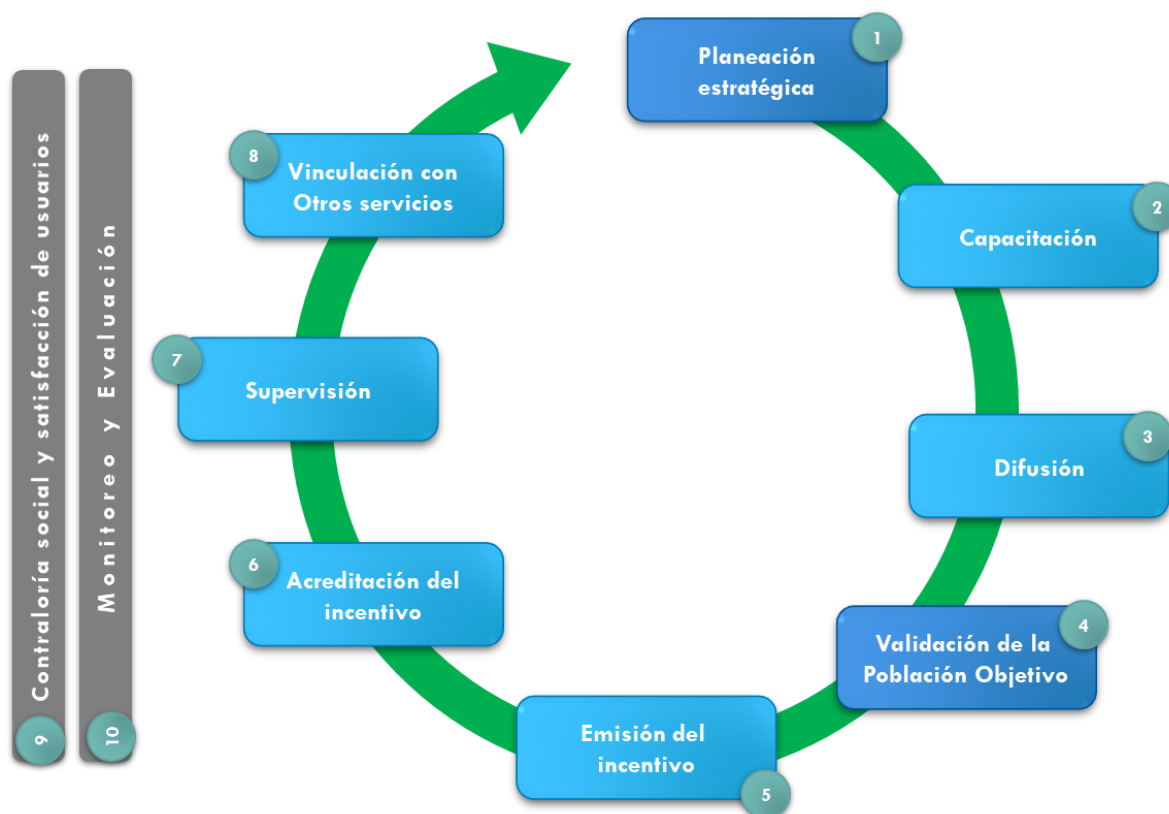 1
Planeación
estratégica
2
Capacitación
3
Difusión
4
Validación de la
Población Objetivo
Emisión del
incentivo
5
6
Acreditación del
incentivo
7
Supervisión
8
Vinculación con
Otros servicios
9 Contraloría social y satisfacción de usuarios
10 Monitoreo y Evaluación